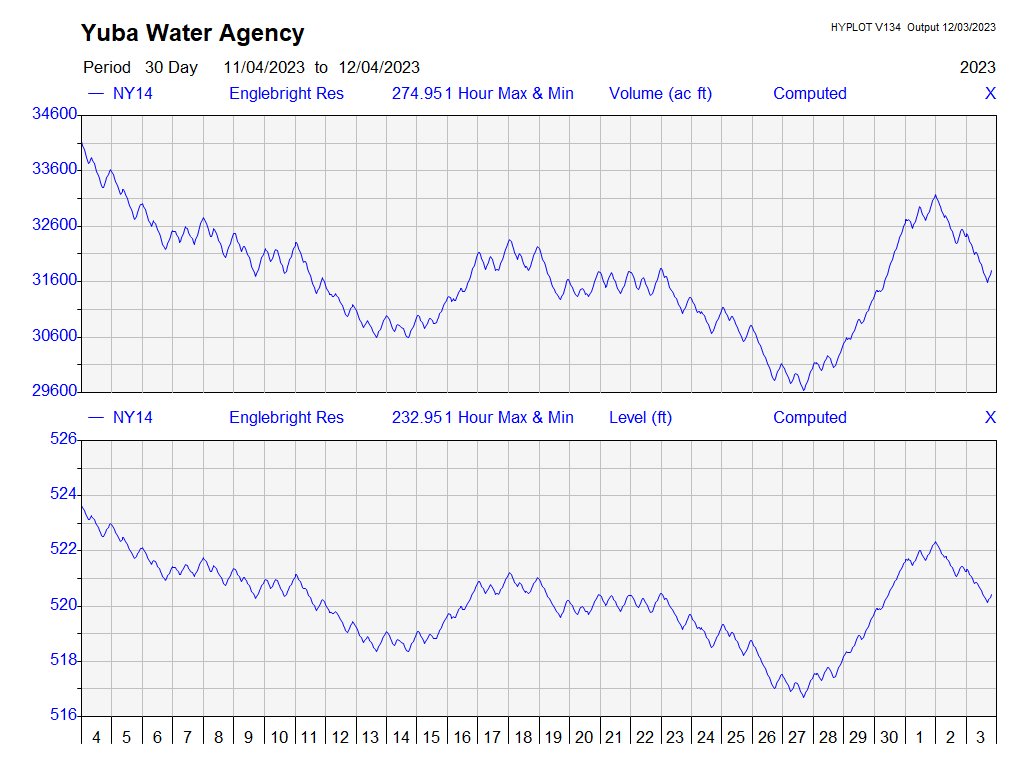 Yuba Water Agency
HYPLOT V134 Output 12/03/2023
Period 30 Day 11/04/2023 to 12/04/2023 2023
NY14 Englebright Res 274.951 Hour Max & Min Volume (ac ft) Computed X
34600
33600
32600
31600
30600
29600
NY14 Englebright Res 232.951 Hour Max & Min Level (ft) Computed X
526
524
522
520
518
516
4 5 6 7 8 9 10 11 12 13 14 15 16 17 18 19 20 21 22 23 24 25 26 27 28 29 30 1 2 3